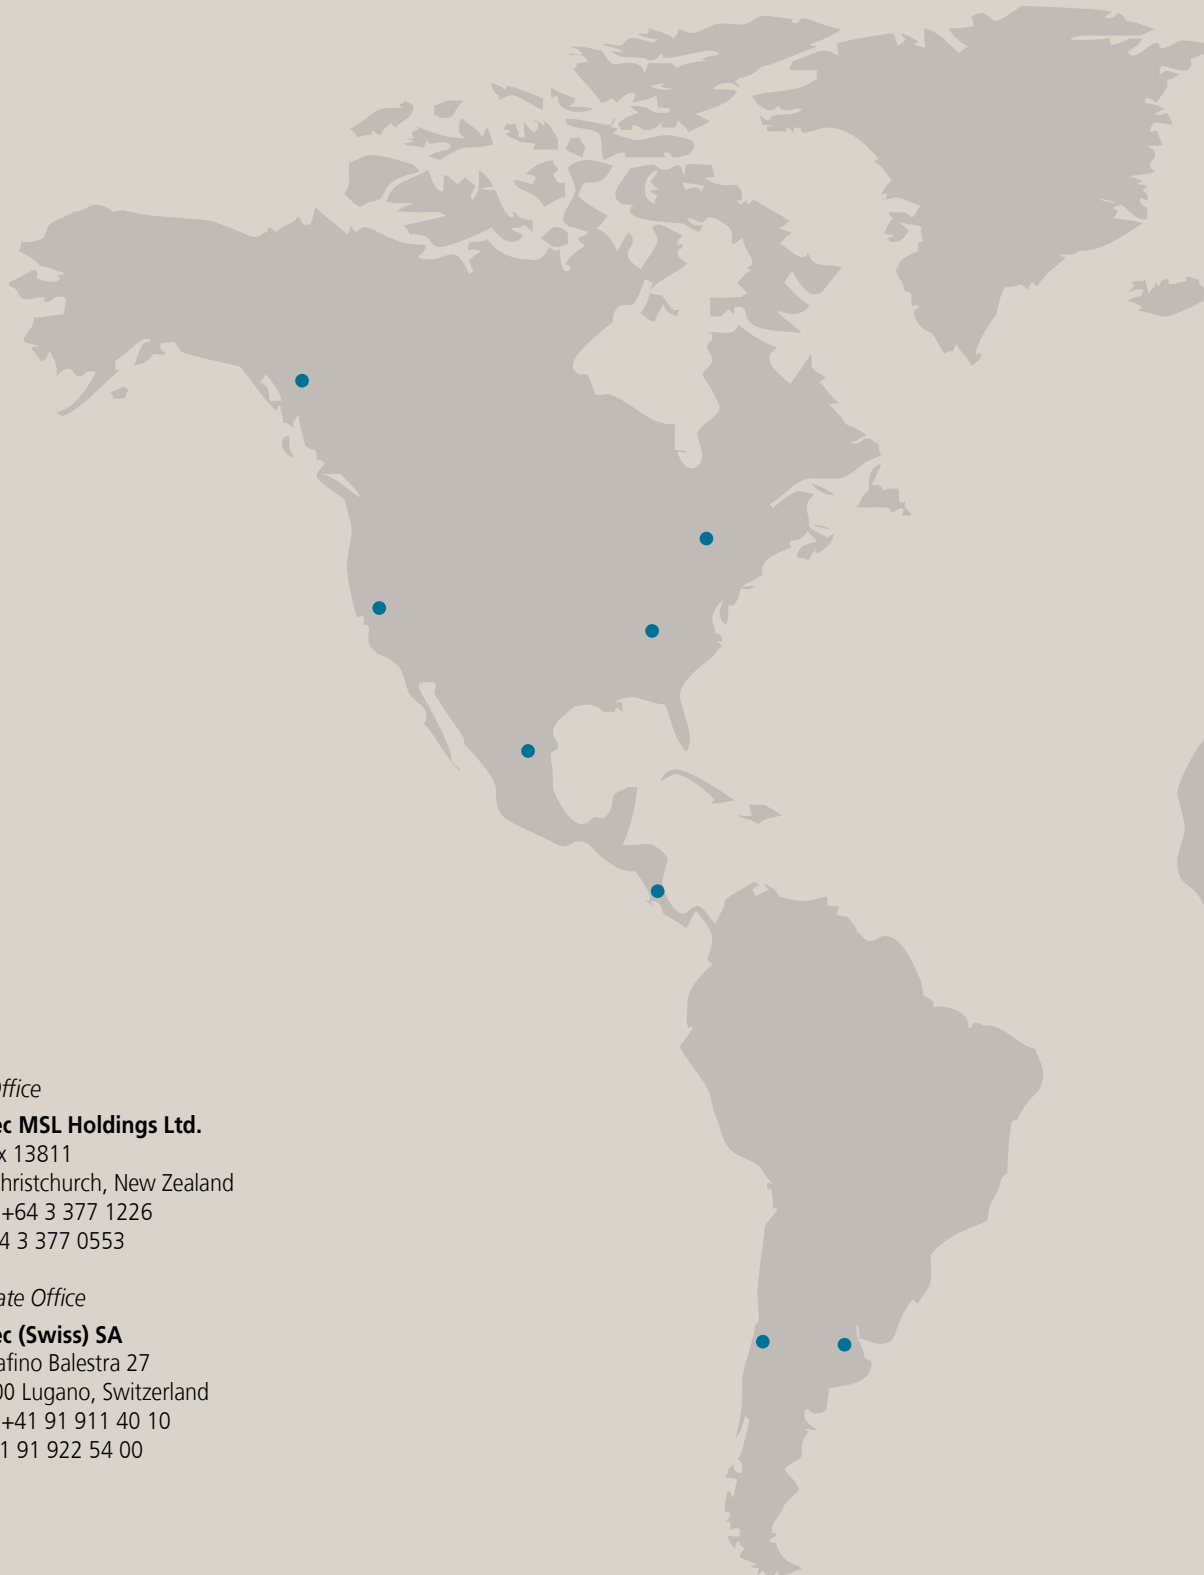 ffice
ec MSL Holdings Ltd.
x 13811
hristchurch, New Zealand
+64 3 377 1226
4 3 377 0553
ate Office
ec (Swiss) SA
afino Balestra 27
00 Lugano, Switzerland
+41 91 911 40 10
1 91 922 54 00